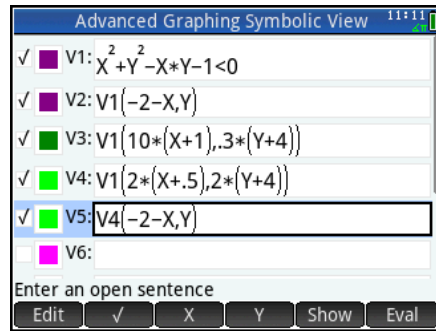 Advanced Graphing Symbolic View 11:11
√ V1: X²+Y²-X*Y-1<0
√ V2: V1(-2-X,Y)
√ V3: V1(10*(X+1),.3*(Y+4))
√ V4: V1(2*(X+.5),2*(Y+4))
√ V5: V4(-2-X,Y)
V6:
Enter an open sentence
Edit √ X Y Show Eval